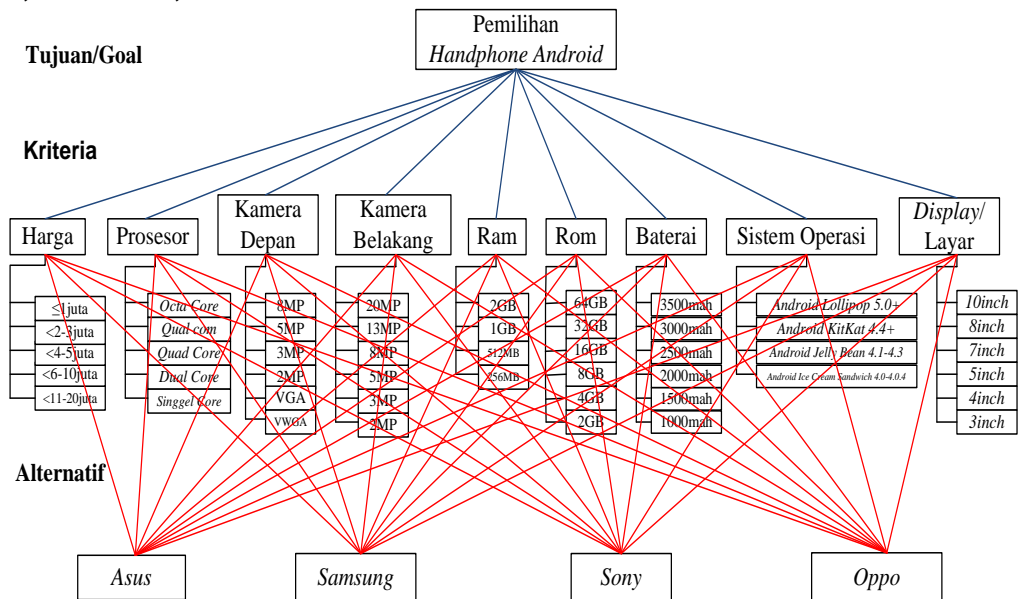 Pemilihan
Handphone Android
Tujuan/Goal
Kriteria
Harga
Prosesor
Kamera
Depan
Kamera
Belakang
Ram
Rom
Baterai
Sistem Operasi
Display/
Layar
≤1juta
<2-3juta
<4-5juta
<6-10juta
<11-20juta
Octa Core
Qual com
Quad Core
Dual Core
Singgel Core
8MP
5MP
3MP
2MP
VGA
VWGA
20MP
13MP
8MP
5MP
3MP
2MP
2GB
1GB
512MB
256MB
64GB
32GB
16GB
8GB
4GB
2GB
3500mah
3000mah
2500mah
2000mah
1500mah
1000mah
Android Lollipop 5.0+
Android KitKat 4.4+
Android Jelly Bean 4.1-4.3
Android Ice Cream Sandwich 4.0-4.0.4
10inch
8inch
7inch
5inch
4inch
3inch
Alternatif
Asus
Samsung
Sony
Oppo